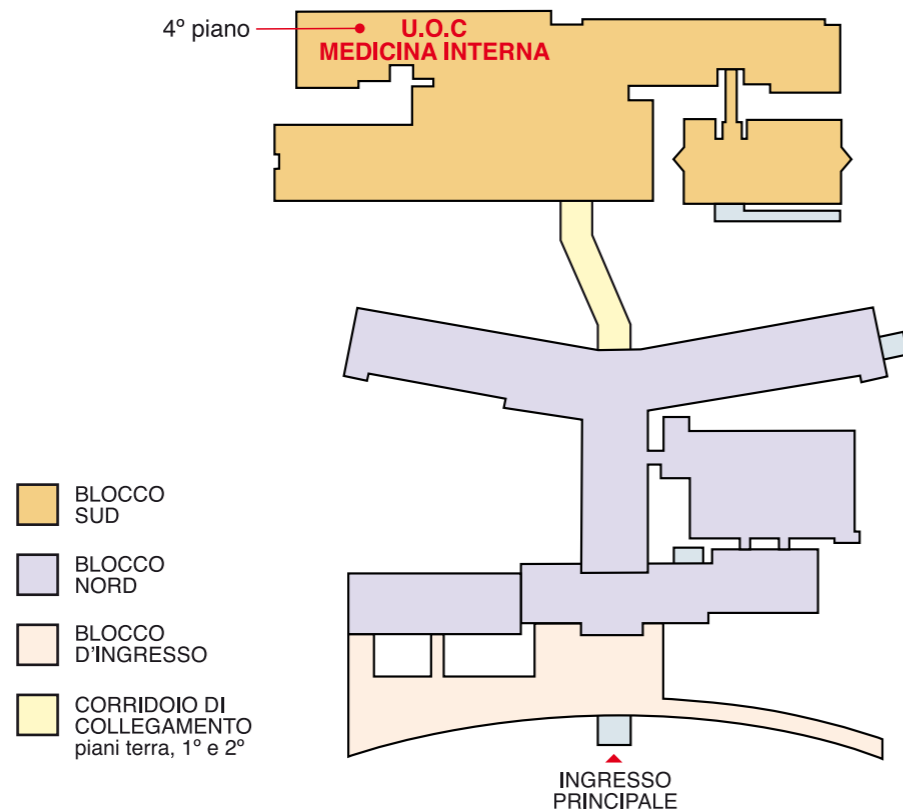 4º piano
U.O.C
MEDICINA INTERNA
BLOCCO
SUD
BLOCCO
NORD
BLOCCO
D'INGRESSO
CORRIDOIO DI
COLLEGAMENTO
piani terra, 1º e 2º
INGRESSO
PRINCIPALE